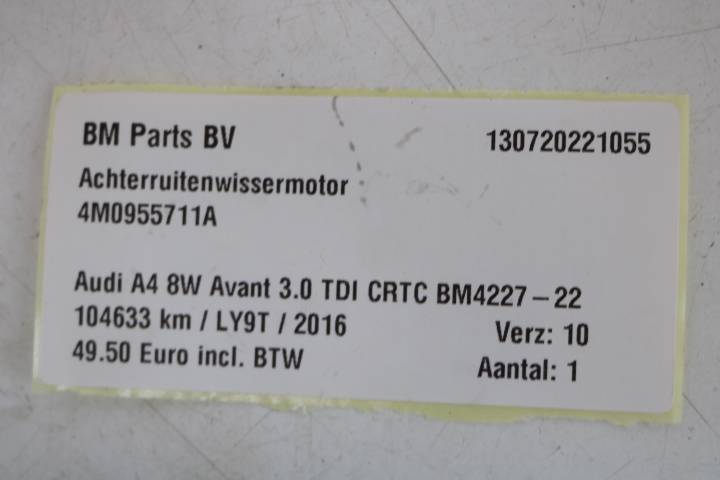 BM Parts BV 130720221055
Achterruitenwissermotor
4M0955711A
Audi A4 8W Avant 3.0 TDI CRTC BM4227-22
104633 km / LY9T / 2016 Verz: 10
49.50 Euro incl. BTW Aantal: 1